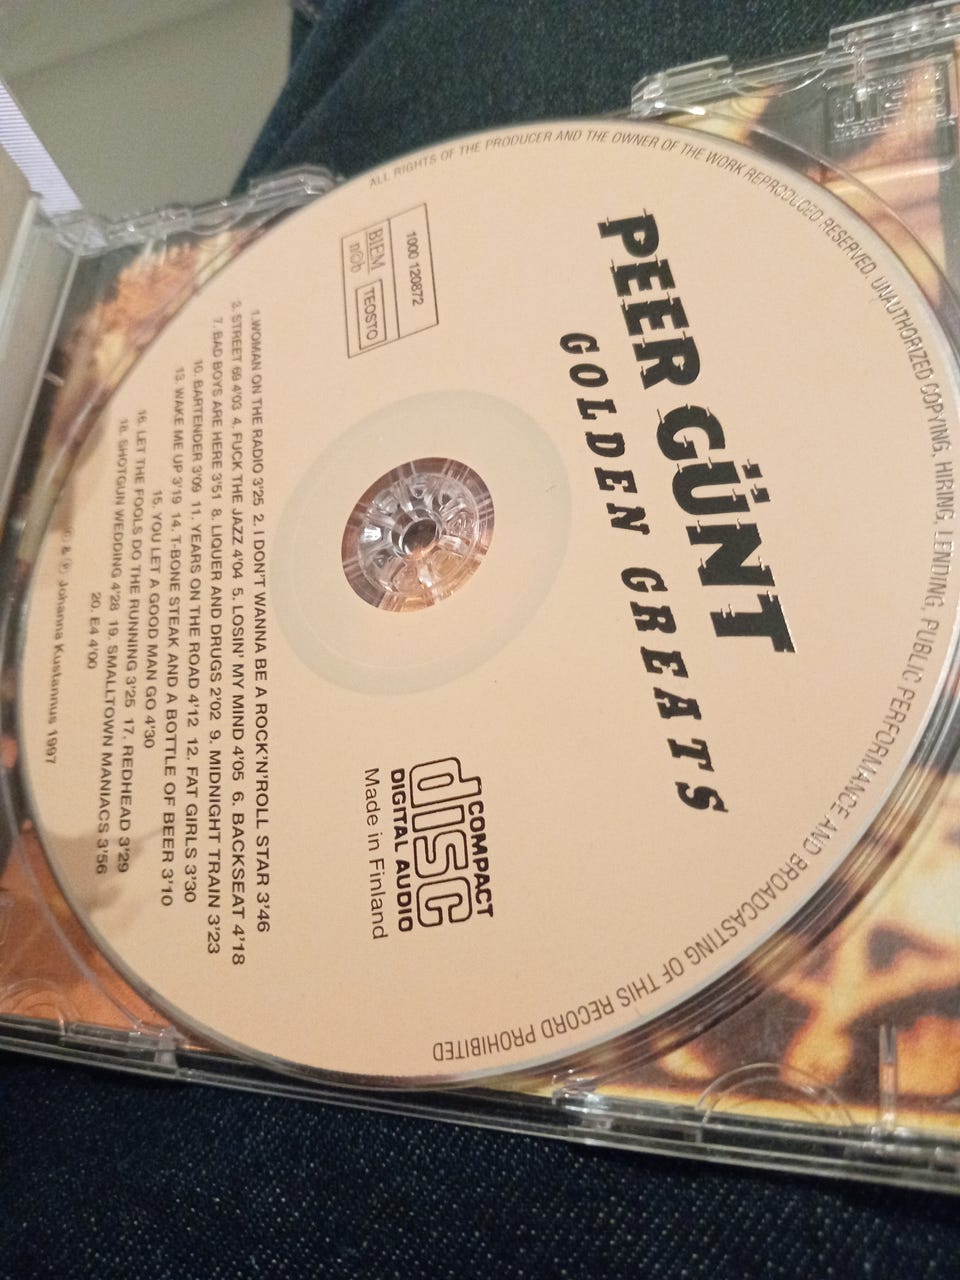 PEER GÜNT
GOLDEN GREATS
1000 120872
BIEM
n©b
TEOSTO
COMPACT
disc
DIGITAL AUDIO
Made in Finland
1.WOMAN ON THE RADIO 3'25 2. I DON'T WANNA BE A ROCK'N'ROLL STAR 3'46
3. STREET 69 4'03 4. FUCK THE JAZZ 4'04 5. LOSIN' MY MIND 4'05 6. BACKSEAT 4'18
7. BAD BOYS ARE HERE 3'51 8. LIQUER AND DRUGS 2'02 9. MIDNIGHT TRAIN 3'23
10. BARTENDER 3'09 11. YEARS ON THE ROAD 4'12 12. FAT GIRLS 3'30
13. WAKE ME UP 3'19 14. T-BONE STEAK AND A BOTTLE OF BEER 3'10
15. YOU LET A GOOD MAN GO 4'30
16. LET THE FOOLS DO THE RUNNING 3'25 17. REDHEAD 3'29
18. SHOTGUN WEDDING 4'28 19. SMALLTOWN MANIACS 3'56
20. E4 4'00
© & ℗ Johanna Kustannus 1997
ALL RIGHTS OF THE PRODUCER AND THE OWNER OF THE WORK REPRODUCED RESERVED. UNAUTHORIZED COPYING, HIRING, LENDING, PUBLIC PERFORMANCE AND BROADCASTING OF THIS RECORD PROHIBITED
disc